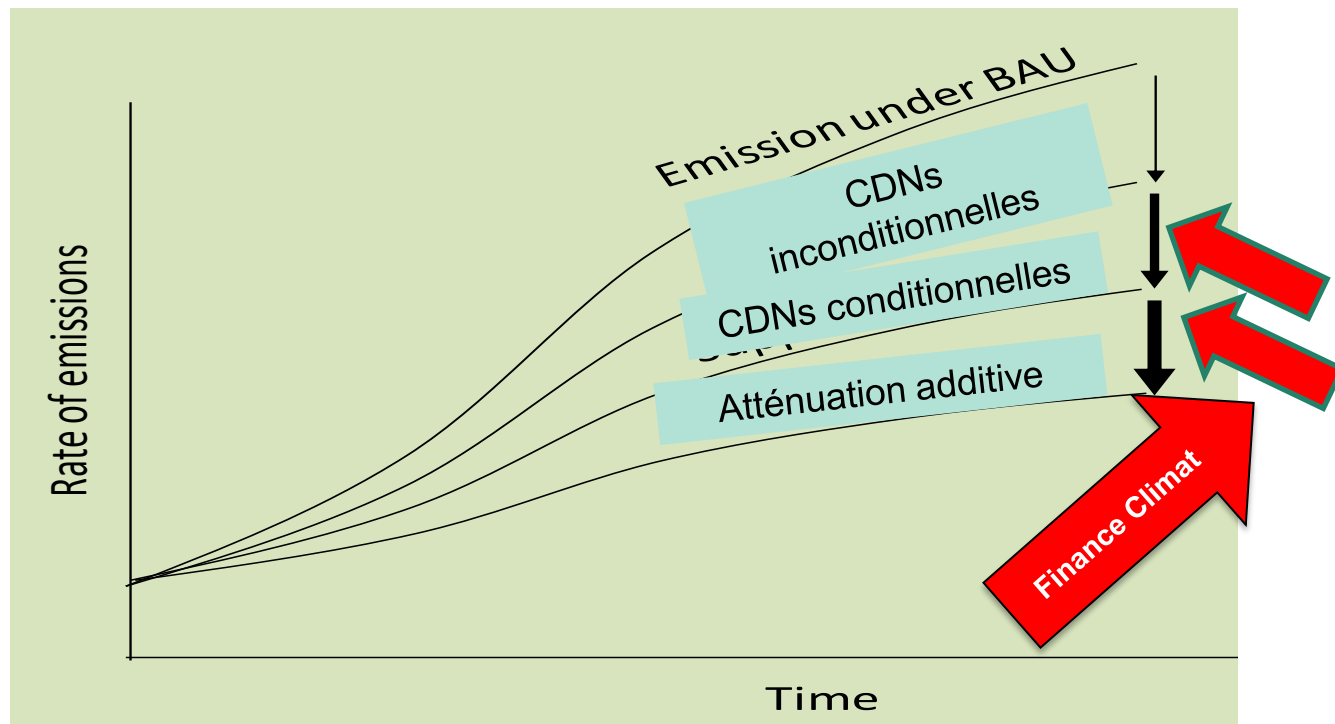 Emission under BAU
CDNs
inconditionnelles
CDNs conditionnelles
Atténuation additive
Rate of emissions
Finance Climat
Time